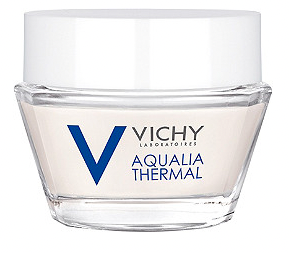 V VICHY
LABORATOIRES
AQUALIA
THERMAL